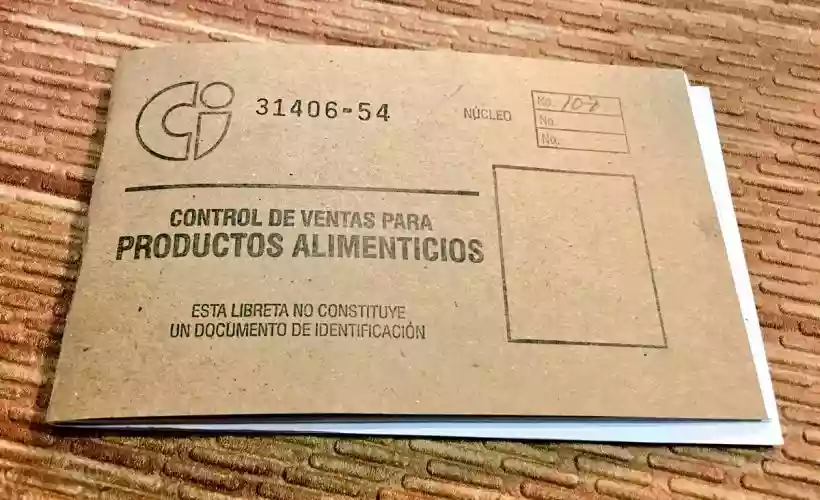 CI
31406-54
NÚCLEO
No. 107
No.
No.
CONTROL DE VENTAS PARA
PRODUCTOS ALIMENTICIOS
ESTA LIBRETA NO CONSTITUYE
UN DOCUMENTO DE IDENTIFICACIÓN